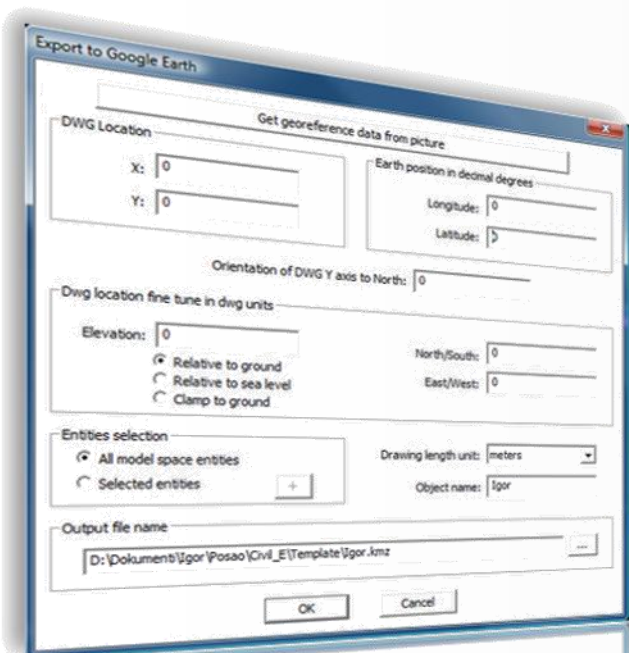 Export to Google Earth
Get georeference data from picture
DWG Location
X: 0
Y: 0
Earth position in decimal degrees
Longitude: 0
Latitude:
Orientation of DWG Y axis to North: 0
Dwg location fine tune in dwg units
Elevation: 0
Relative to ground
Relative to sea level
Clamp to ground
North/South: 0
East/West: 0
Entities selection
All model space entities
Selected entities +
Drawing length unit: meters
Object name: Igor
Output file name
D:\Dokumenti\Igor\Posao\Civil_E\Template\Igor.kmz
...
OK Cancel